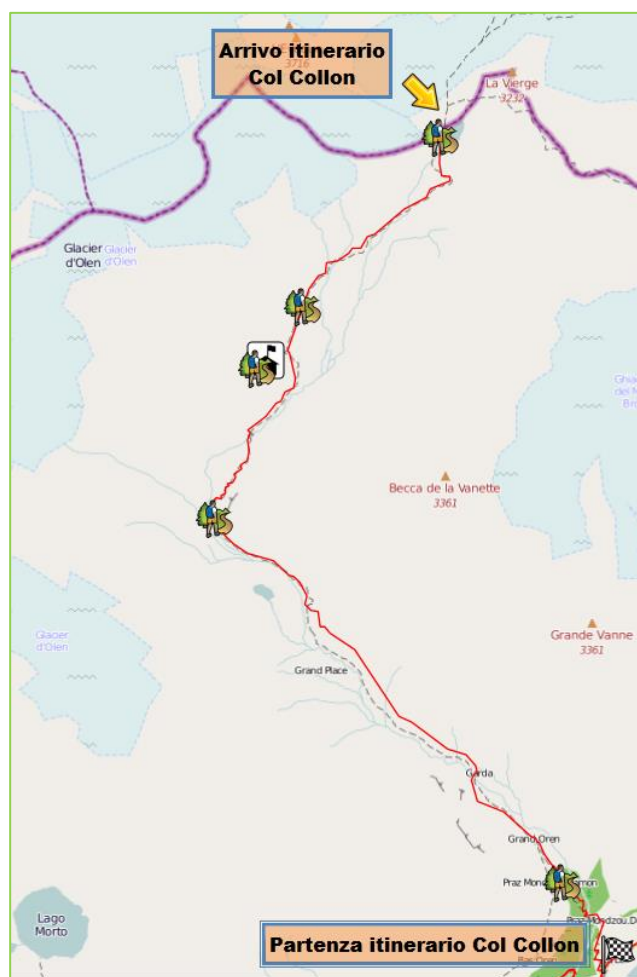 Arrivo itinerario
Col Collon
3716
La Vierge
3232
Glacier
d'Olen
Glacier
d'Olen
Becca de la Vanette
3361
Grande Vanne
3361
Glacier
d'Olen
Grand Place
Garda
Grand Oren
Praz
Lago
Morto
Partenza itinerario Col Collon